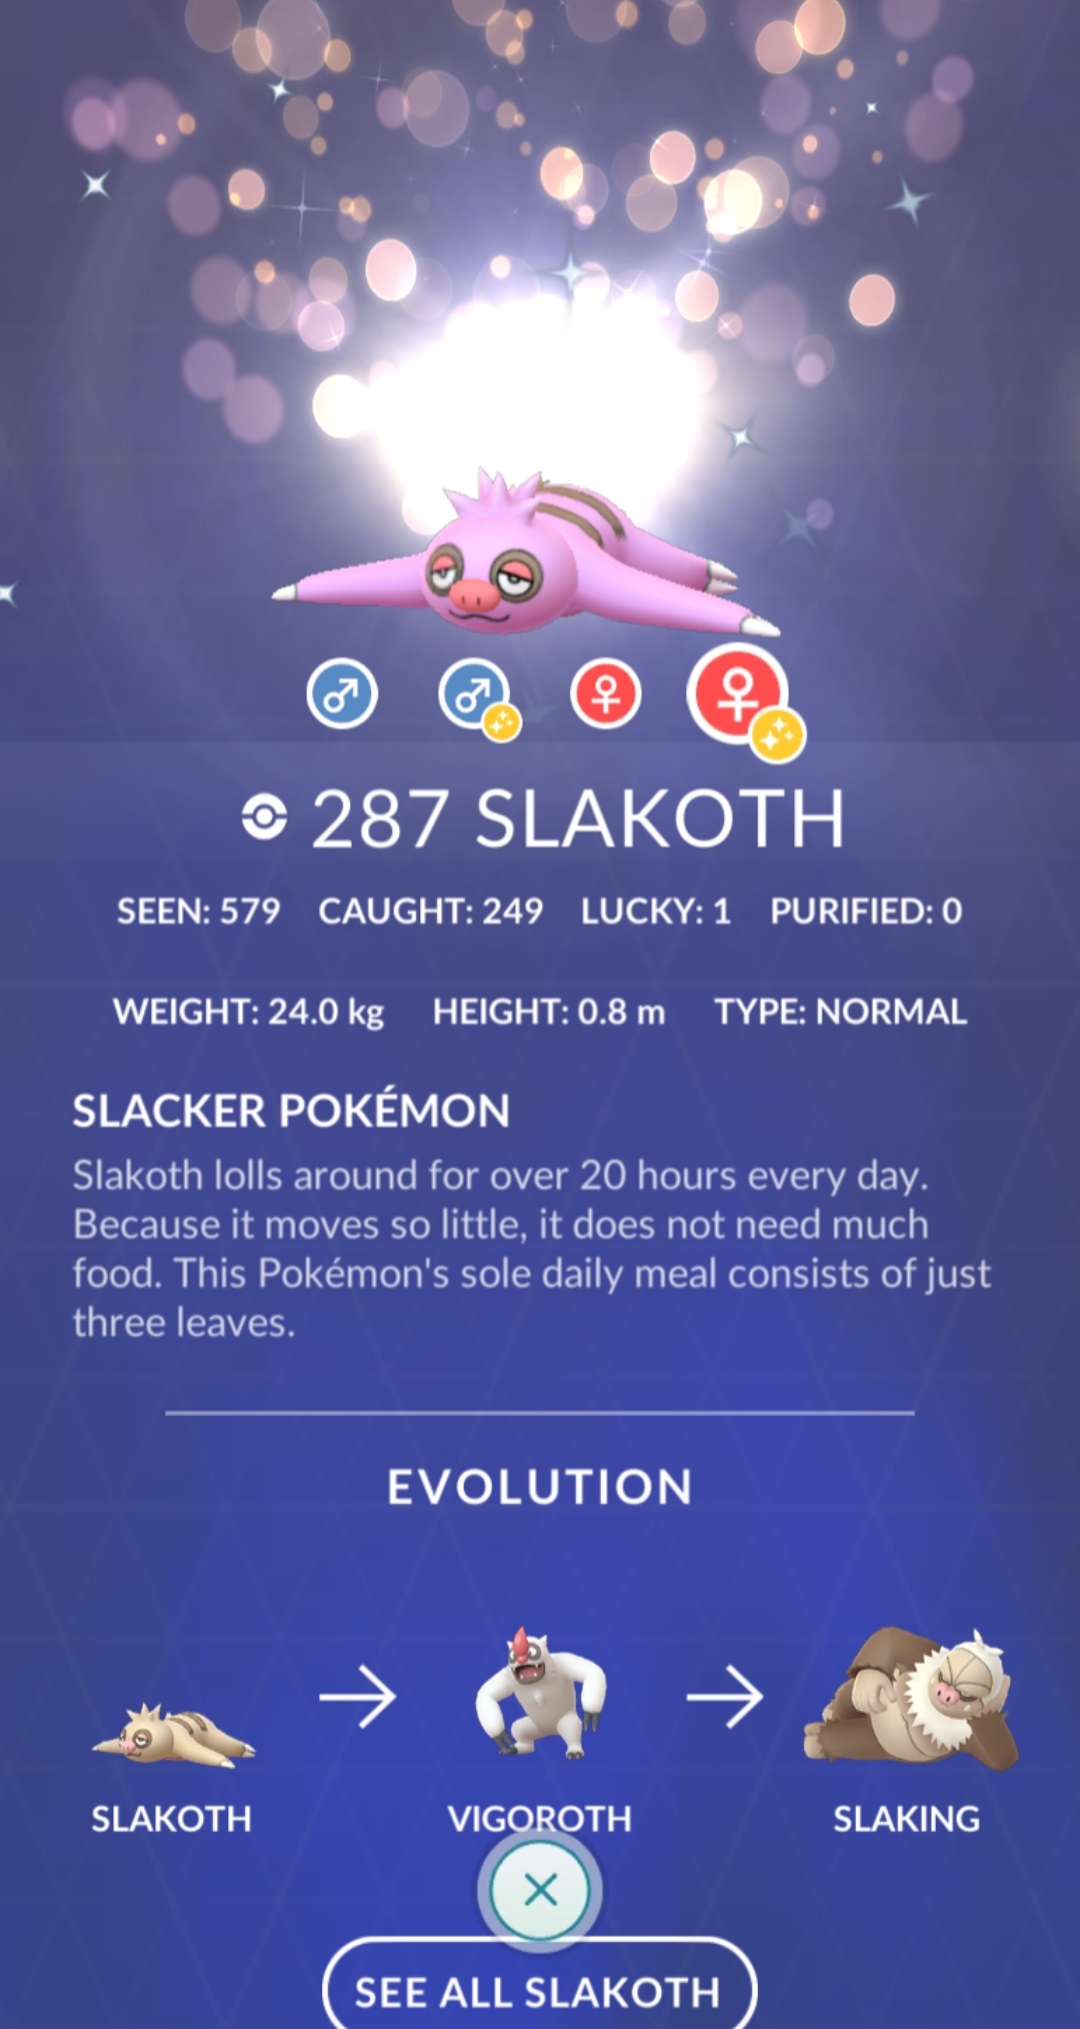 287 SLAKOTH
SEEN: 579 CAUGHT: 249 LUCKY: 1 PURIFIED: 0
WEIGHT: 24.0 kg HEIGHT: 0.8 m TYPE: NORMAL
SLACKER POKÉMON
Slakoth lolls around for over 20 hours every day.
Because it moves so little, it does not need much
food. This Pokémon's sole daily meal consists of just
three leaves.
EVOLUTION
SLAKOTH VIGOROTH SLAKING
SEE ALL SLAKOTH